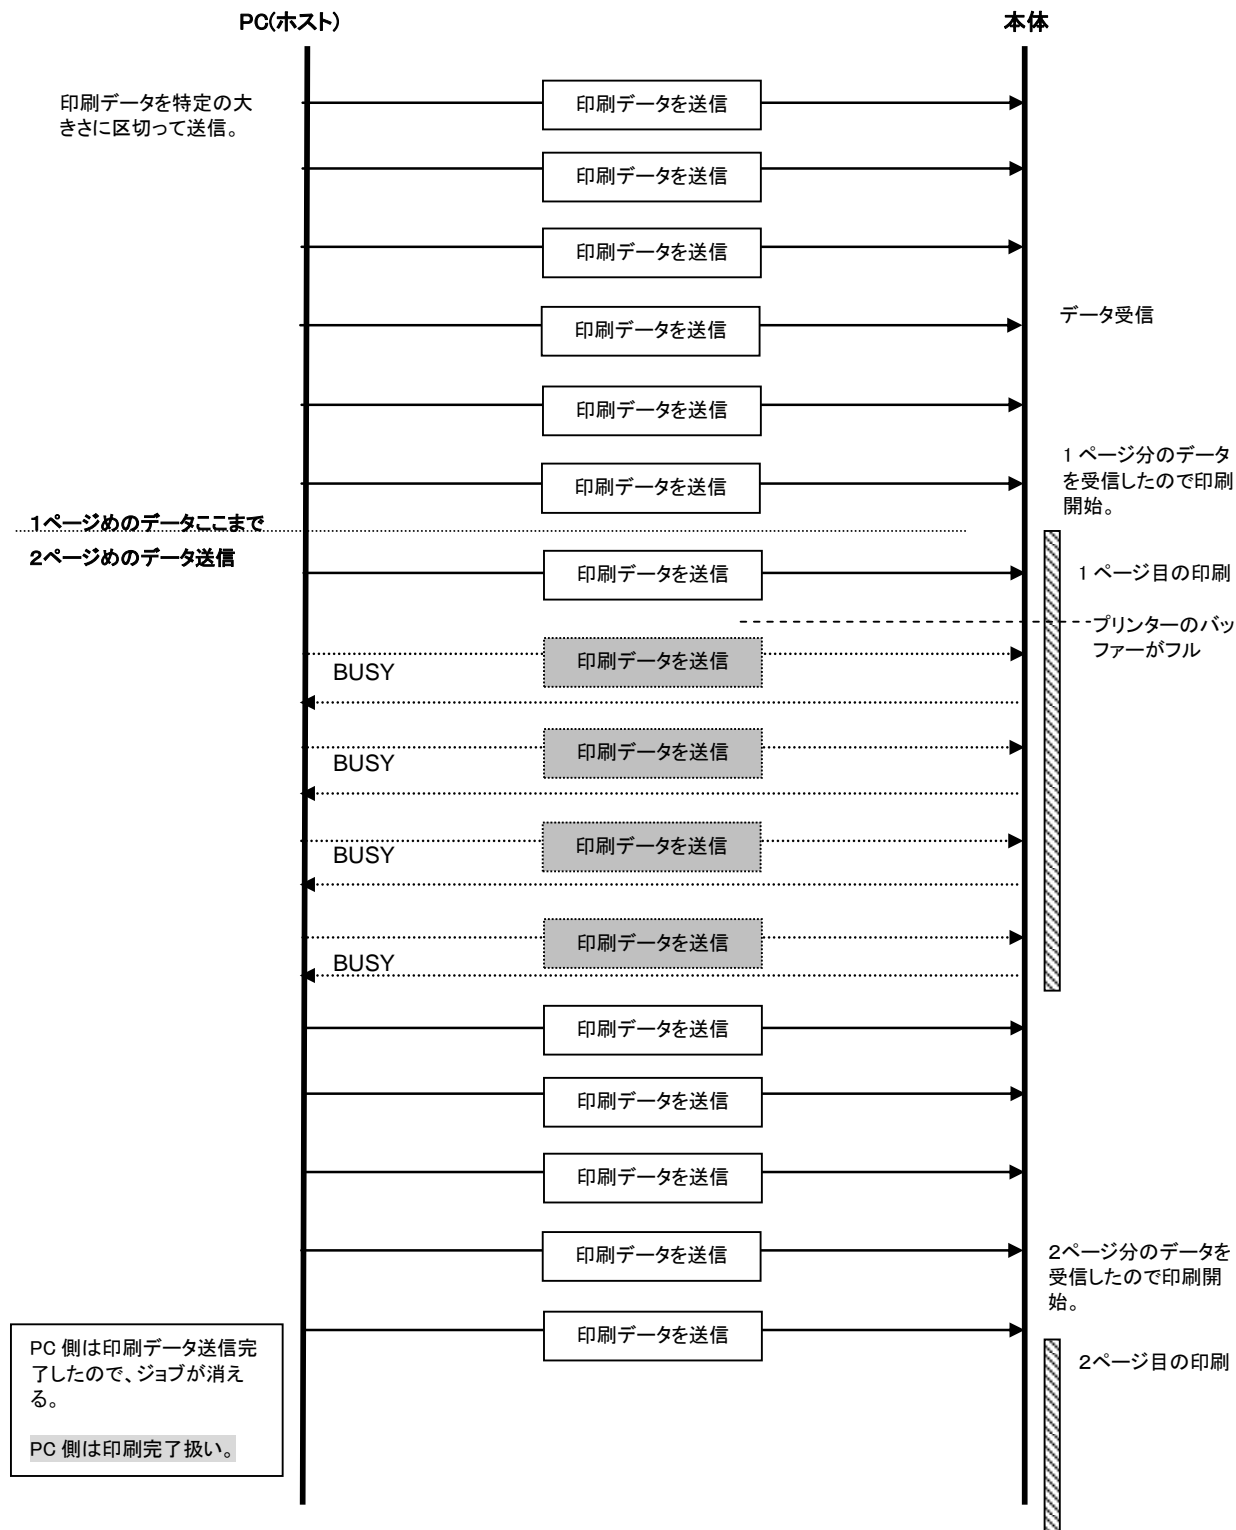 PC(ホスト)
本体
印刷データを特定の大
きさに区切って送信。
印刷データを送信
印刷データを送信
印刷データを送信
印刷データを送信
データ受信
印刷データを送信
印刷データを送信
1 ページ分のデータ
を受信したので印刷
開始。
1ページめのデータここまで
2ページめのデータ送信
印刷データを送信
1 ページ目の印刷
プリンターのバッ
ファーがフル
印刷データを送信
BUSY
印刷データを送信
BUSY
印刷データを送信
BUSY
印刷データを送信
BUSY
印刷データを送信
印刷データを送信
印刷データを送信
印刷データを送信
2ページ分のデータを
受信したので印刷開
始。
印刷データを送信
PC 側は印刷データ送信完
了したので、ジョブが消え
る。
PC 側は印刷完了扱い。
2ページ目の印刷